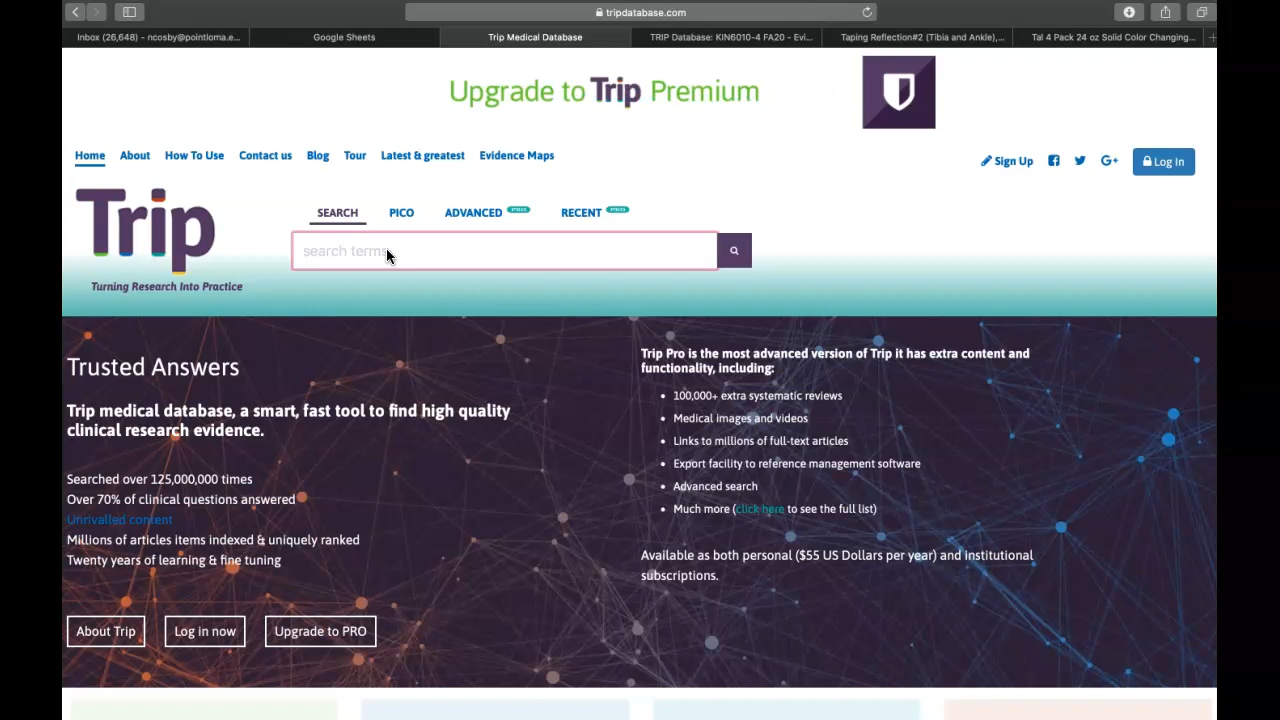 tripdatabase.com
Inbox (26,648) - ncosby@pointloma.e...
Google Sheets
Trip Medical Database
TRIP Database: KIN6010-4 FA20 - Evi...
Taping Reflection#2 (Tibia and Ankle),...
Tal 4 Pack 24 oz Solid Color Changing...
Upgrade to Trip Premium
Home About How To Use Contact us Blog Tour Latest & greatest Evidence Maps
Sign Up
G+
Log In
Trip
Turning Research Into Practice
SEARCH PICO ADVANCED PRO RECENT PRO
search terms
Trusted Answers
Trip medical database, a smart, fast tool to find high quality
clinical research evidence.
Searched over 125,000,000 times
Over 70% of clinical questions answered
Unrivalled content
Millions of articles items indexed & uniquely ranked
Twenty years of learning & fine tuning
About Trip
Log in now
Upgrade to PRO
Trip Pro is the most advanced version of Trip it has extra content and
functionality, including:
100,000+ extra systematic reviews
Medical images and videos
Links to millions of full-text articles
Export facility to reference management software
Advanced search
Much more (click here to see the full list)
Available as both personal ($55 US Dollars per year) and institutional
subscriptions.